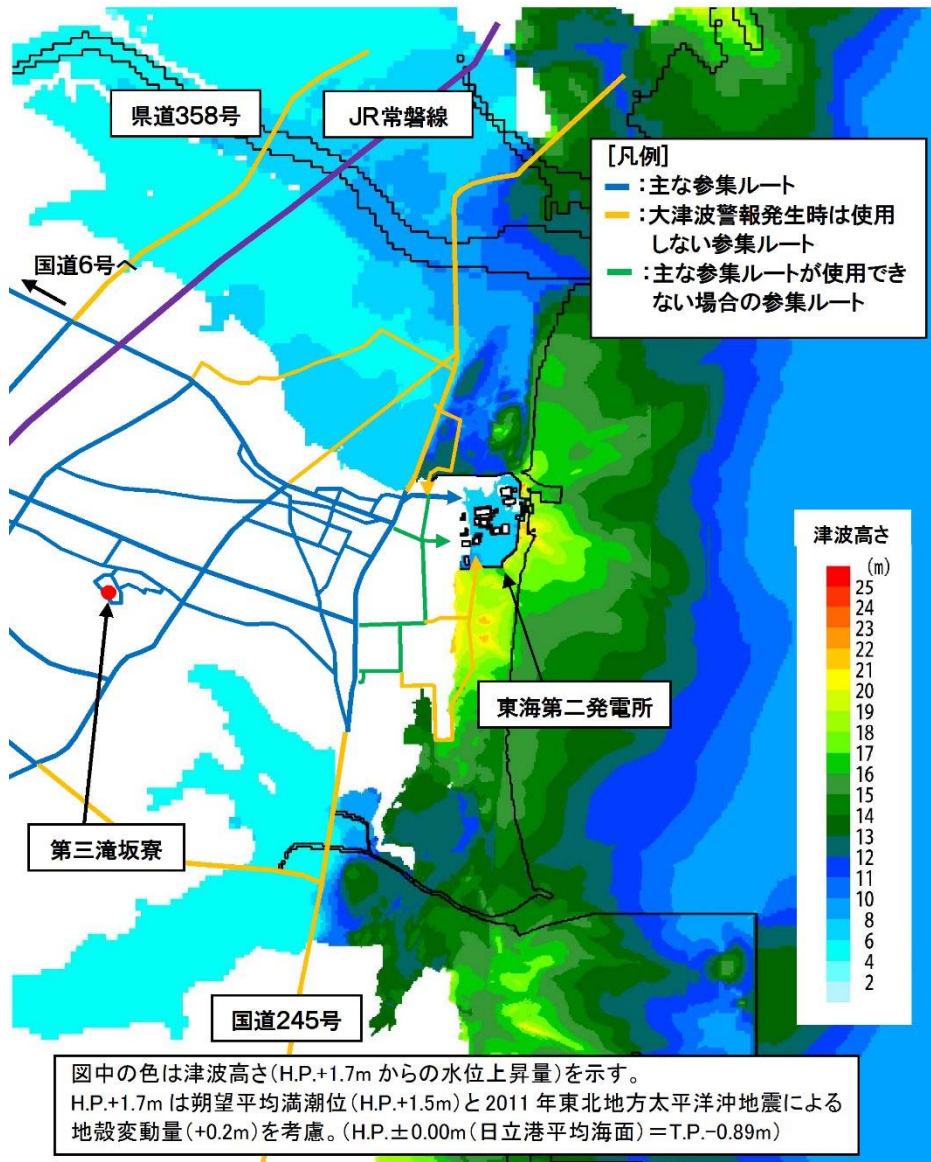 県道358号
JR常磐線
[凡例]
：主な参集ルート
：大津波警報発生時は使用
しない参集ルート
：主な参集ルートが使用でき
ない場合の参集ルート
国道6号へ
津波高さ
(m)
25
24
23
22
21
20
19
18
17
16
15
13
12
11
10
8
6
4
2
東海第二発電所
第三滝坂寮
国道245号
図中の色は津波高さ(H.P.+1.7m からの水位上昇量)を示す。
H.P.+1.7m は朔望平均満潮位(H.P.+1.5m)と2011年東北地方太平洋沖地震による
地殻変動量(+0.2m)を考慮。(H.P.±0.00m(日立港平均海面)＝T.P.-0.89m)